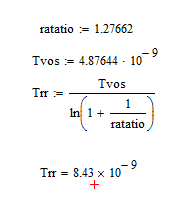 ratatio := 1.27662
Tvos := 4.87644 · 10⁻⁹
Trr := Tvos / ln(1 + 1 / ratatio)
Trr = 8.43 × 10⁻⁹